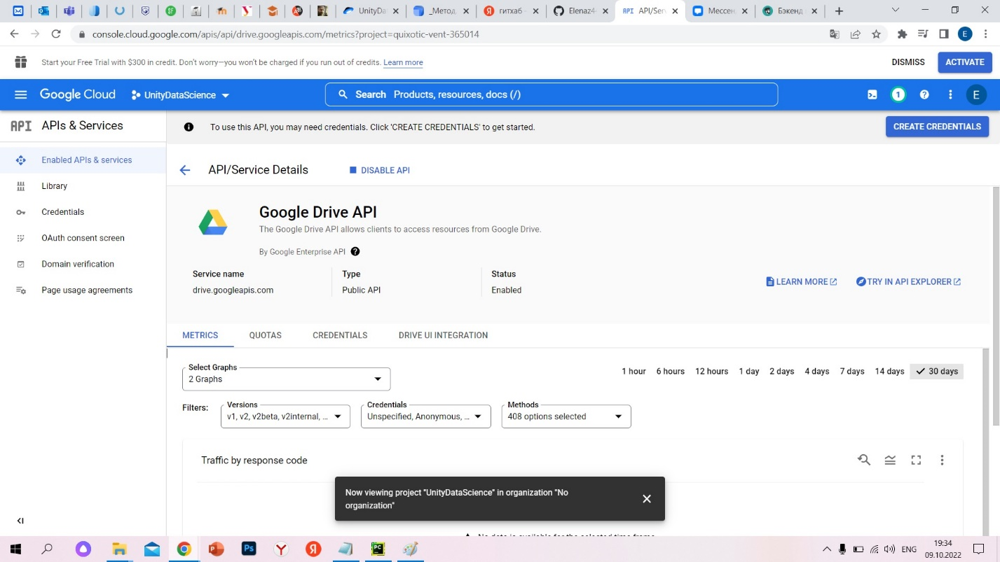 UnityDa
_Метод.
гитхаб -
Elenaz4
API
API/Serv
Мессен
Бэкенд
console.cloud.google.com/apis/api/drive.googleapis.com/metrics?project=quixotic-vent-365014
E
Start your Free Trial with $300 in credit. Don't worry—you won't be charged if you run out of credits. Learn more
DISMISS
ACTIVATE
Google Cloud
UnityDataScience
Search Products, resources, docs (/)
1
E
API APIs & Services
To use this API, you may need credentials. Click 'CREATE CREDENTIALS' to get started.
CREATE CREDENTIALS
Enabled APIs & services
Library
Credentials
OAuth consent screen
Domain verification
Page usage agreements
API/Service Details
DISABLE API
Google Drive API
The Google Drive API allows clients to access resources from Google Drive.
By Google Enterprise API
Service name
drive.googleapis.com
Type
Public API
Status
Enabled
LEARN MORE
TRY IN API EXPLORER
METRICS
QUOTAS
CREDENTIALS
DRIVE UI INTEGRATION
Select Graphs
2 Graphs
1 hour
6 hours
12 hours
1 day
2 days
4 days
7 days
14 days
30 days
Filters:
Versions
v1, v2, v2beta, v2internal, ...
Credentials
Unspecified, Anonymous, ...
Methods
408 options selected
Traffic by response code
Now viewing project "UnityDataScience" in organization "No
organization"
No data is available for the selected time frame
ENG
19:34
09.10.2022